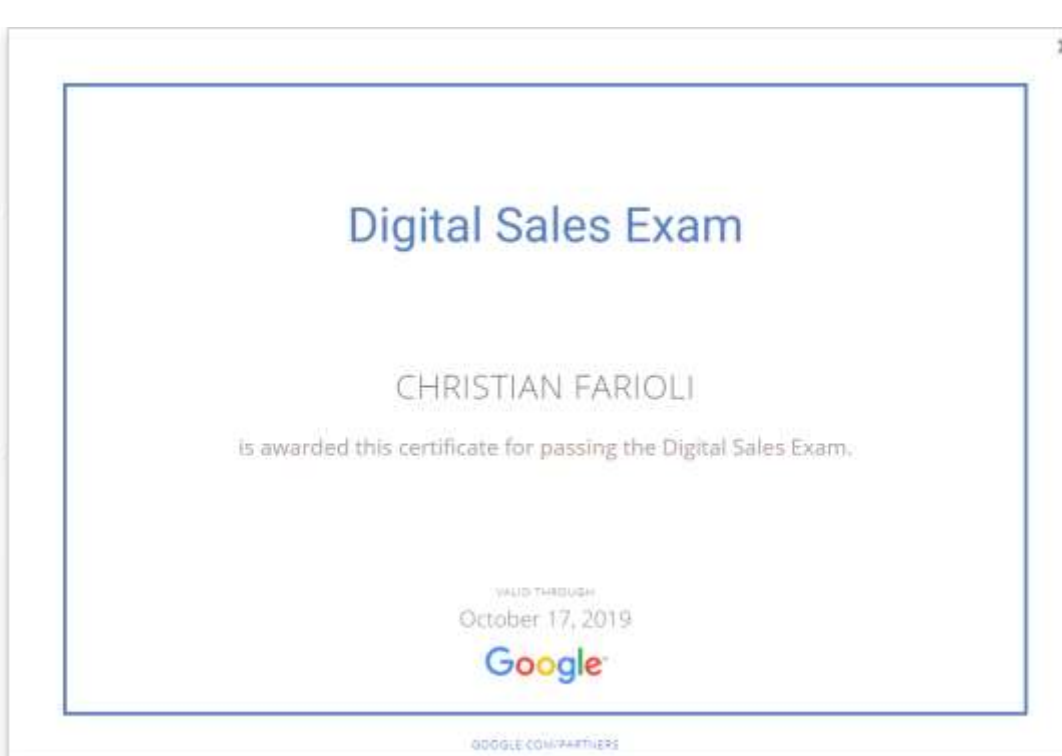 Digital Sales Exam
CHRISTIAN FARIOLI
is awarded this certificate for passing the Digital Sales Exam.
VALID THROUGH
October 17, 2019
Google
GOOGLE.COM/PARTNERS